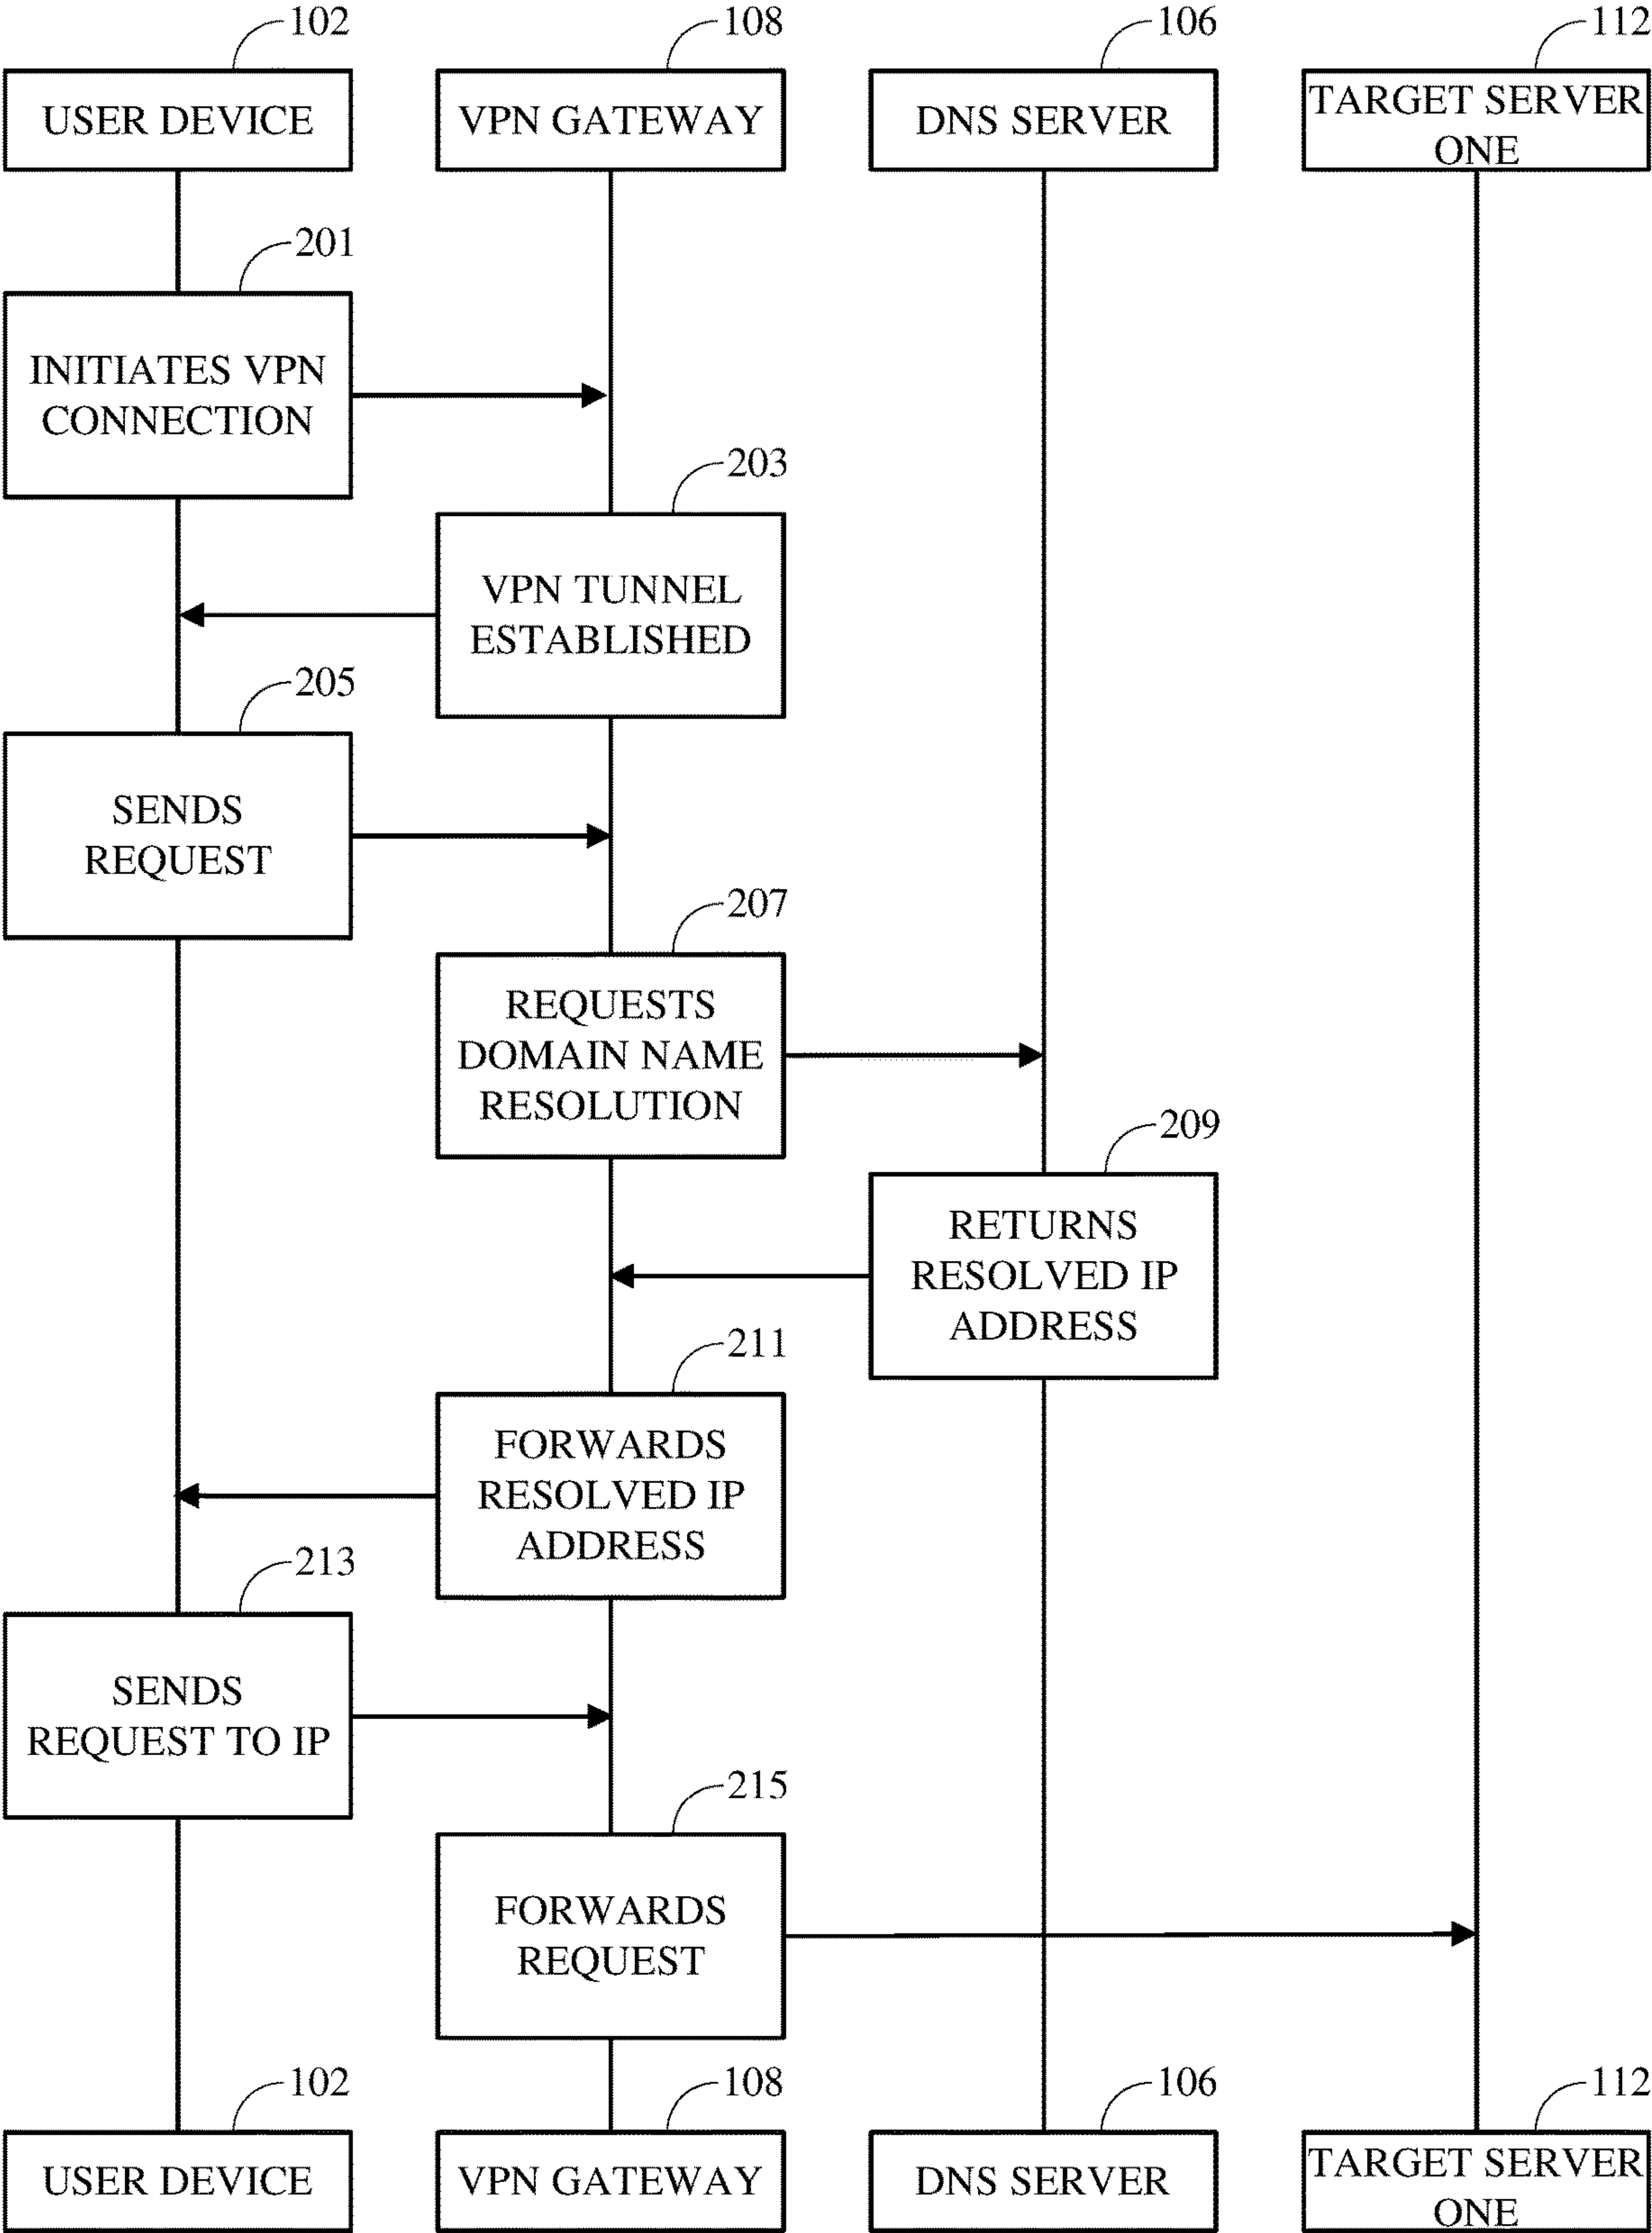 102
108
106
112
USER DEVICE
VPN GATEWAY
DNS SERVER
TARGET SERVER
ONE
201
INITIATES VPN
CONNECTION
203
VPN TUNNEL
ESTABLISHED
205
SENDS
REQUEST
207
REQUESTS
DOMAIN NAME
RESOLUTION
209
RETURNS
RESOLVED IP
ADDRESS
211
FORWARDS
RESOLVED IP
ADDRESS
213
SENDS
REQUEST TO IP
215
FORWARDS
REQUEST
102
108
106
112
USER DEVICE
VPN GATEWAY
DNS SERVER
TARGET SERVER
ONE